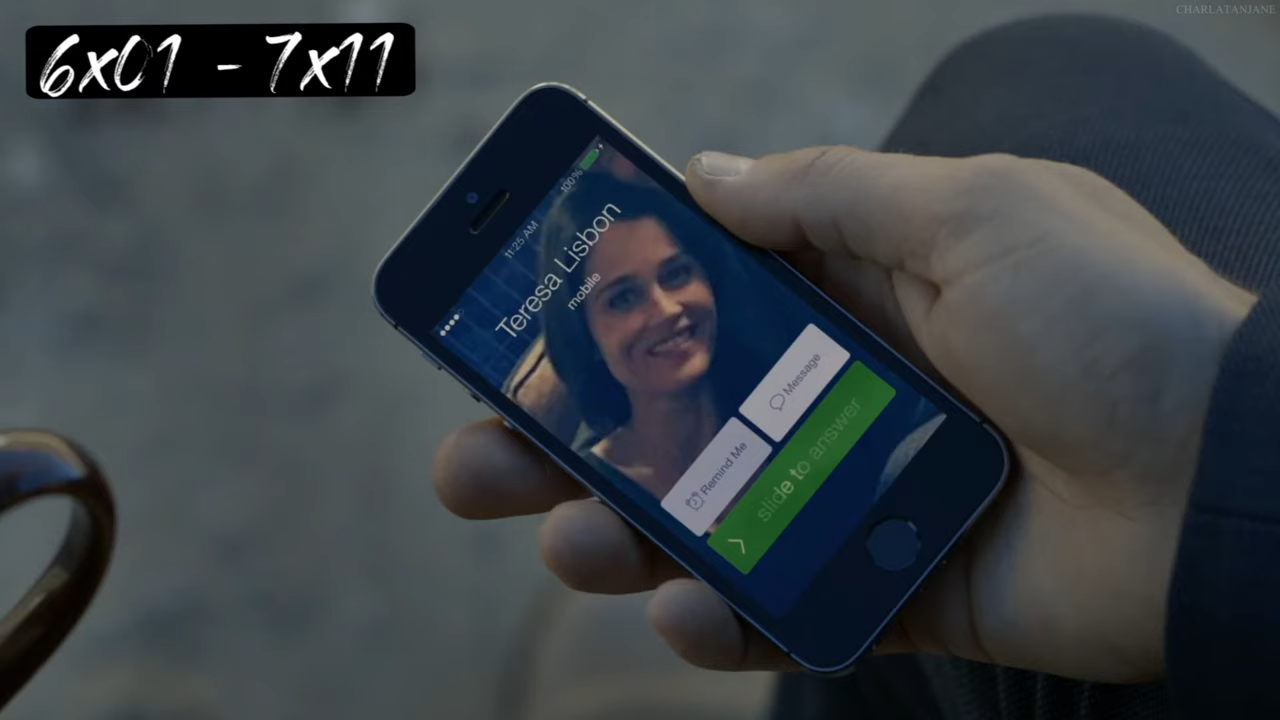 CHARLATANJANE
6x01 - 7x11
100%
11:25 AM
Teresa Lisbon
mobile
Message
Remind Me
slide to answer